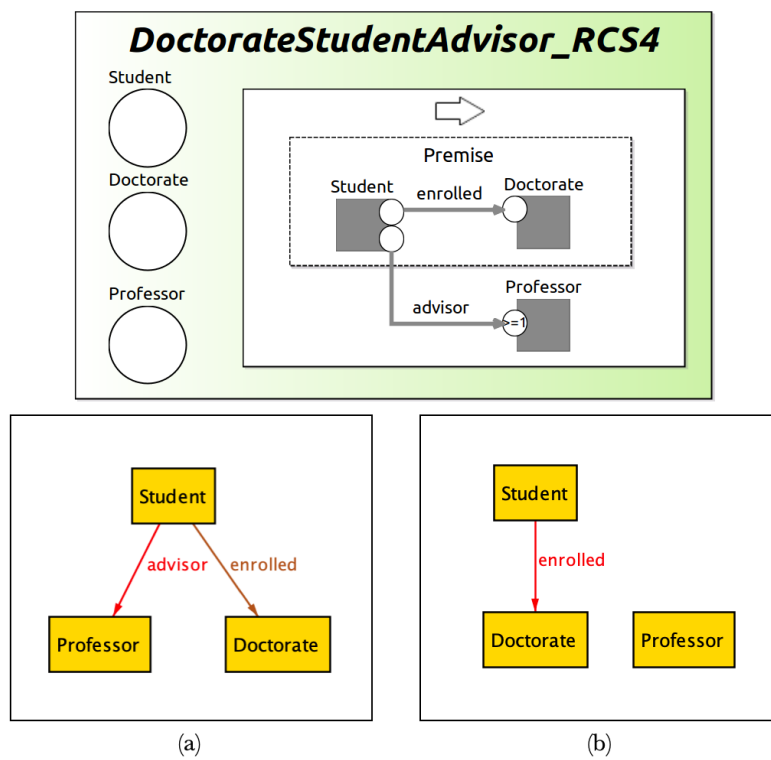 DoctorateStudentAdvisor_RCS4
Student
Doctorate
Professor
Premise
Student
enrolled
Doctorate
Professor
advisor
>=1
Student
advisor
enrolled
Professor
Doctorate
(a)
Student
enrolled
Doctorate
Professor
(b)